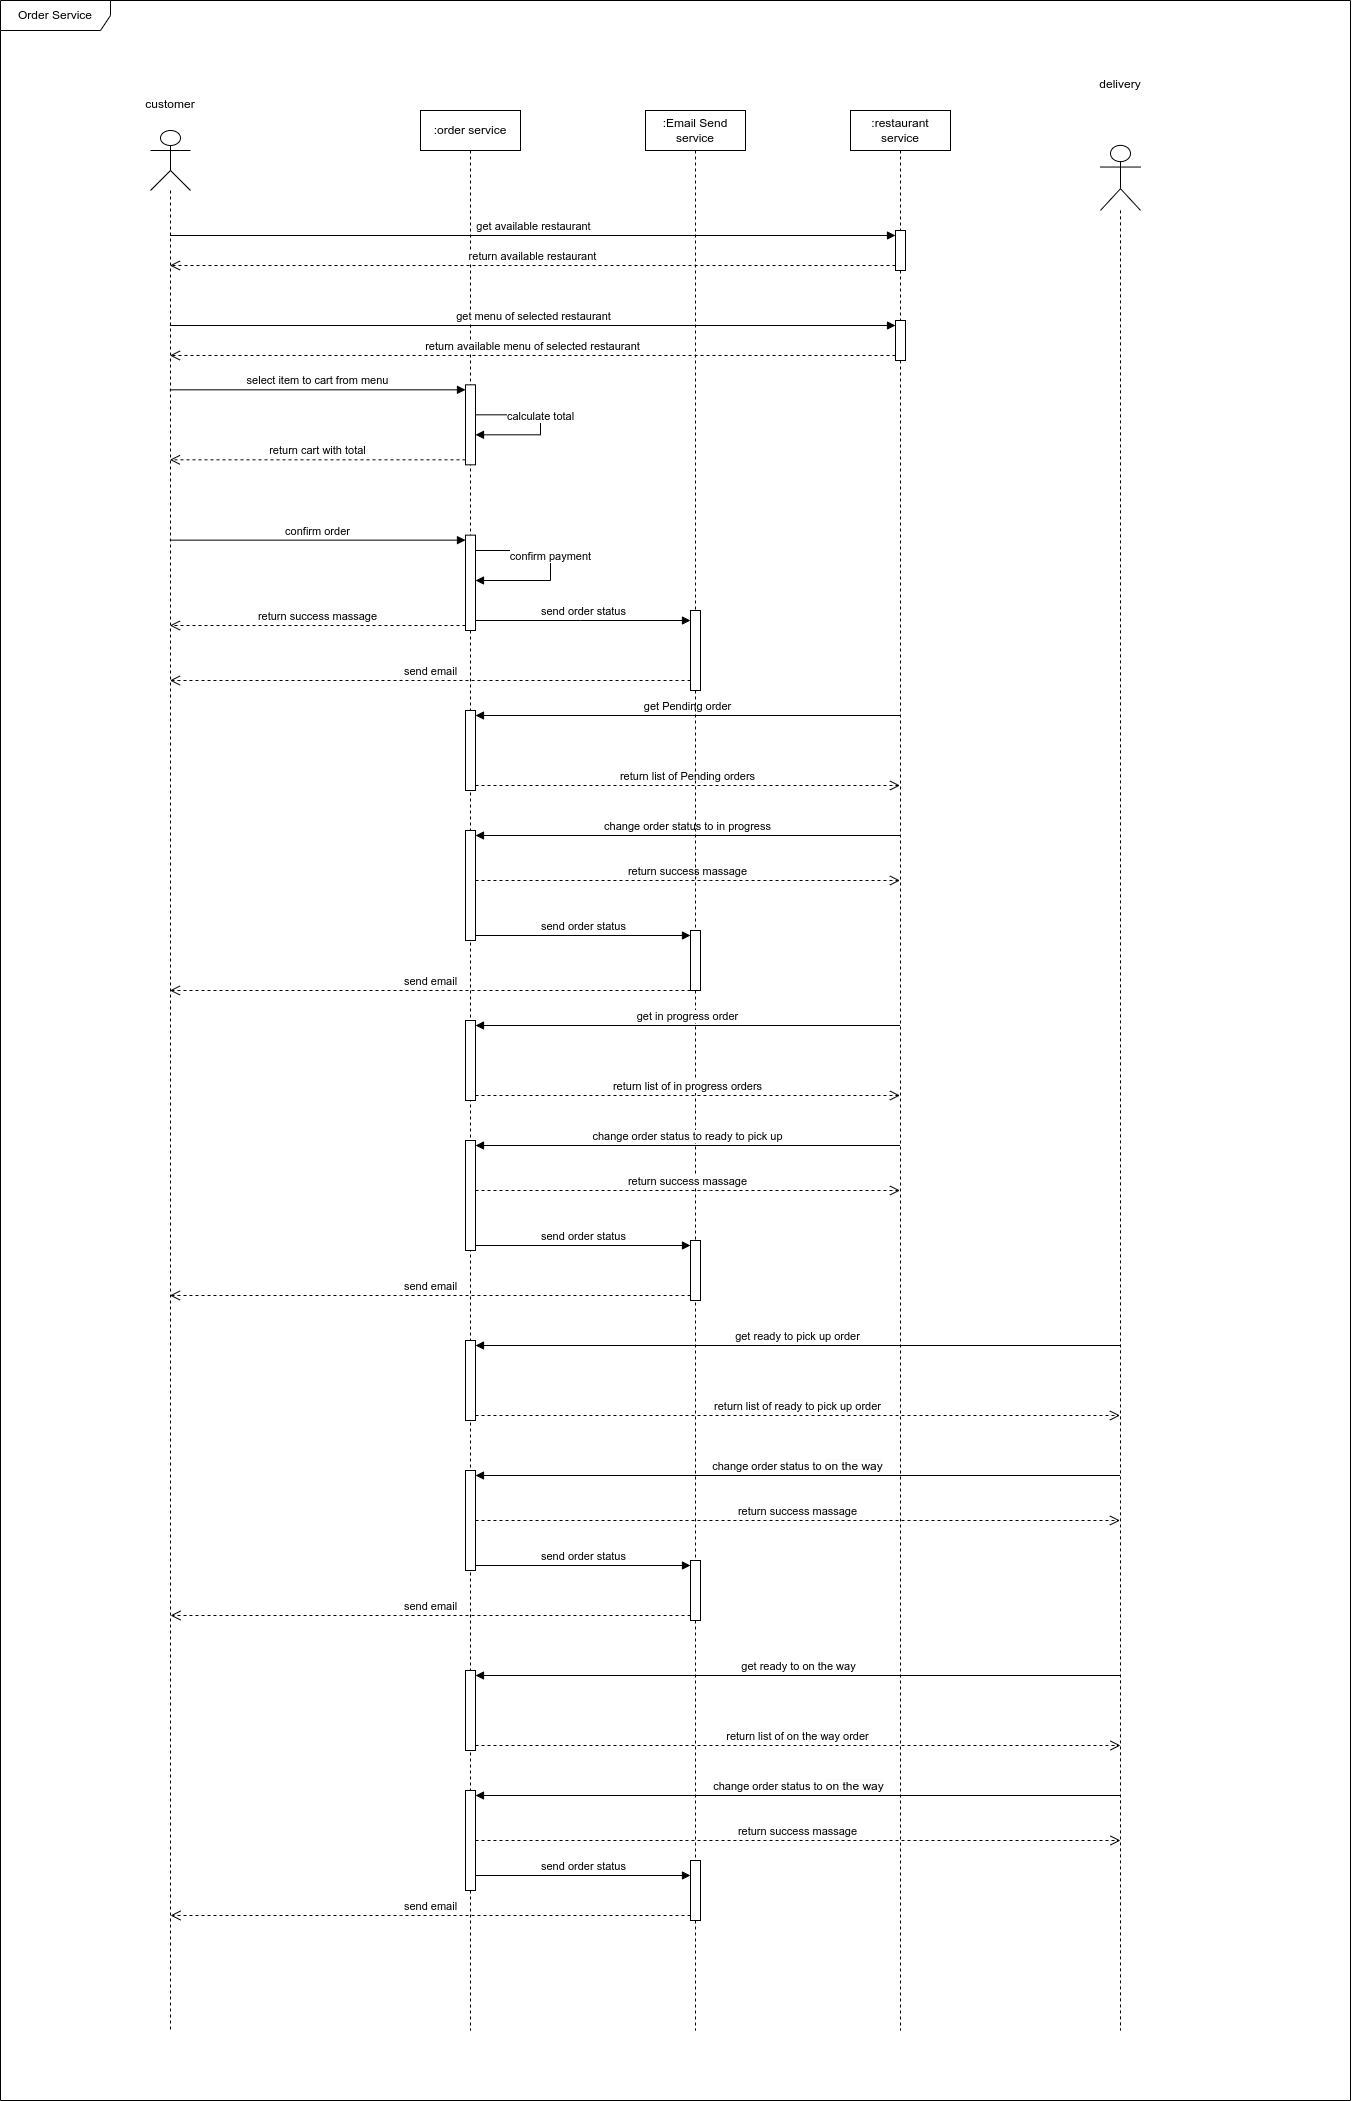 Order Service
delivery
customer
:order service
:Email Send
service
:restaurant
service
get available restaurant
return available restaurant
get menu of selected restaurant
return available menu of selected restaurant
select item to cart from menu
calculate total
return cart with total
confirm order
confirm payment
send order status
return success massage
send email
get Pending order
return list of Pending orders
change order status to in progress
return success massage
send order status
send email
get in progress order
return list of in progress orders
change order status to ready to pick up
return success massage
send order status
send email
get ready to pick up order
return list of ready to pick up order
change order status to on the way
return success massage
send order status
send email
get ready to on the way
return list of on the way order
change order status to on the way
return success massage
send order status
send email